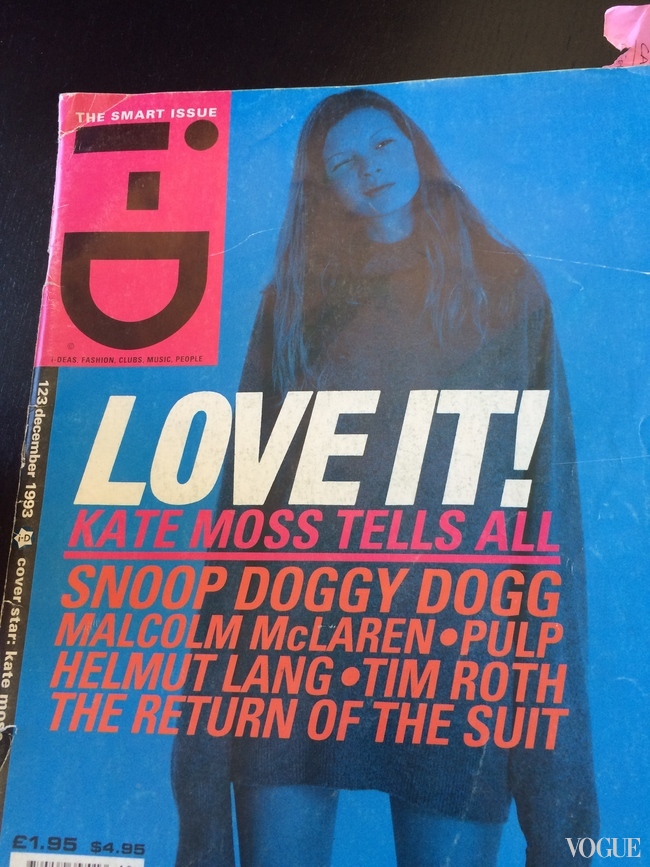 THE SMART ISSUE
i-D
©
i-DEAS, FASHION, CLUBS, MUSIC, PEOPLE
LOVE IT!
KATE MOSS TELLS ALL
SNOOP DOGGY DOGG
MALCOLM McLAREN•PULP
HELMUT LANG•TIM ROTH
THE RETURN OF THE SUIT
123 december 1993 i-D cover star: kate moss
£1.95 $4.95
VOGUE